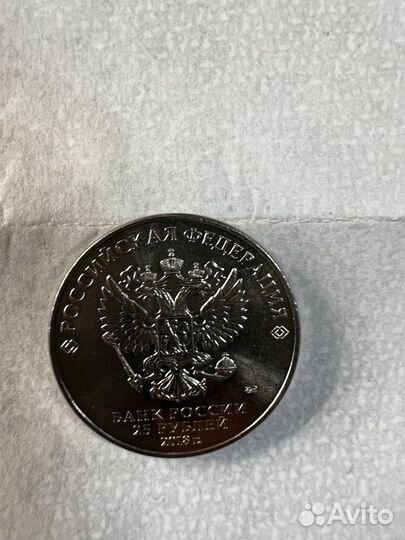 РОССИЙСКАЯ ФЕДЕРАЦИЯ
БАНК РОССИИ
25 РУБЛЕЙ
2018 г.
Avito